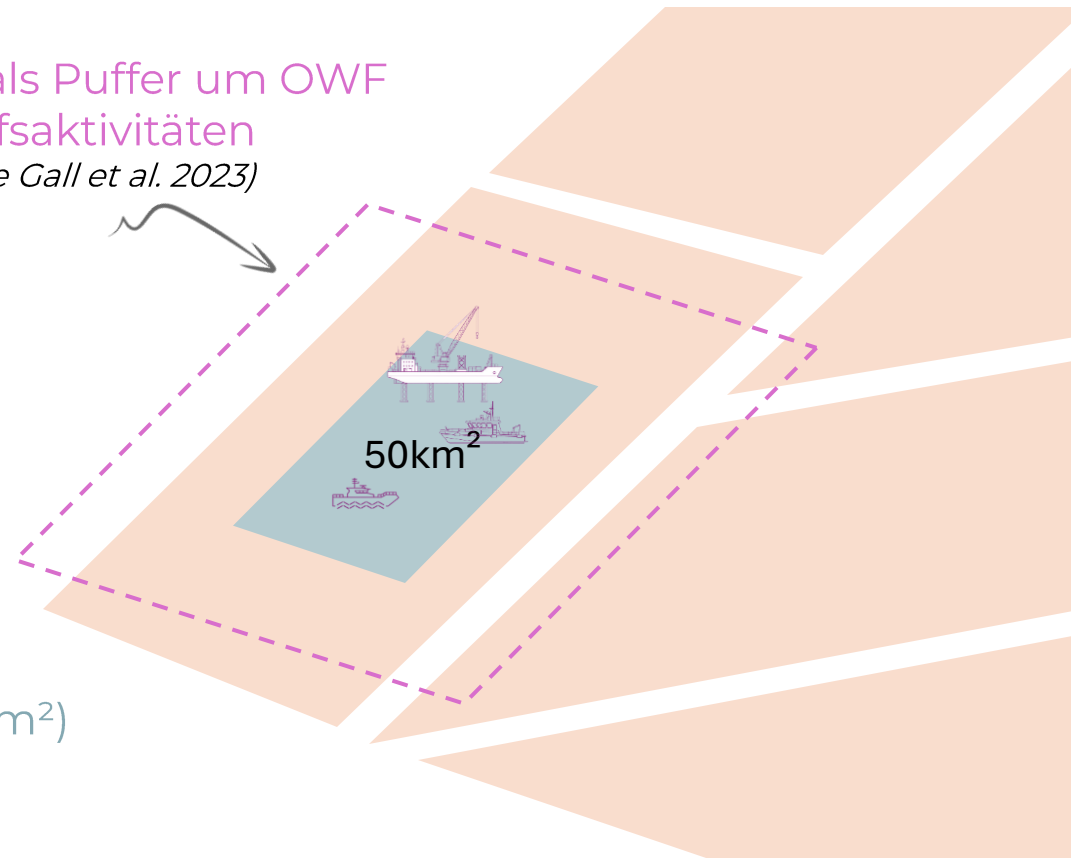 als Puffer um OWF
fsaktivitäten
e Gall et al. 2023)
50km²
m²)